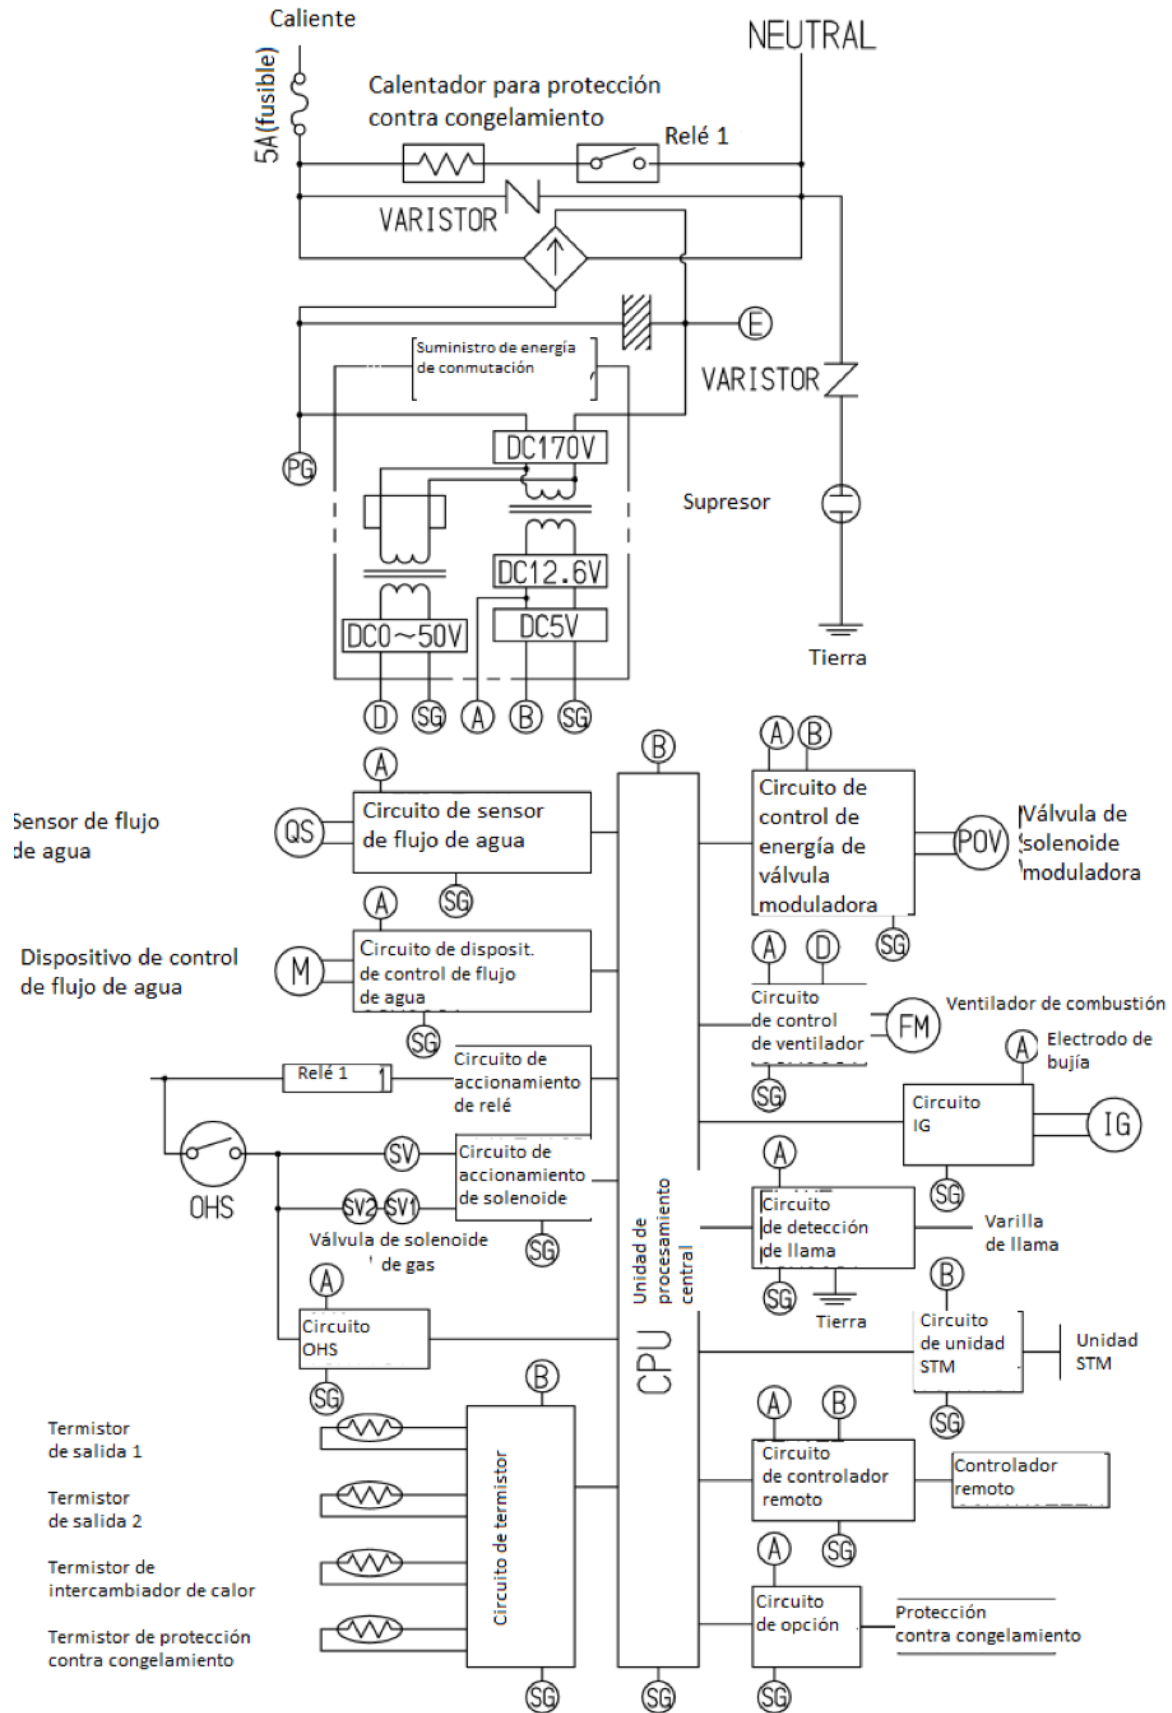 Caliente
NEUTRAL
5A(fusible)
Calentador para protección
contra congelamiento
Relé 1
VARISTOR
E
Suministro de energía
de conmutación
VARISTOR
DC170V
PG
Supresor
DC12.6V
DC5V
DC0～50V
Tierra
D
SG
A
B
SG
A
B
A
B
Sensor de flujo
de agua
QS
Circuito de sensor
de flujo de agua
SG
Circuito de
control de
energía de
válvula
moduladora
POV
Válvula de
solenoide
moduladora
SG
A
Dispositivo de control
de flujo de agua
M
Circuito de disposit.
de control de flujo
de agua
SG
A
D
Circuito
de control
de ventilador
FM
Ventilador de combustión
SG
A
Electrodo de
bujía
Relé 1
1
Circuito de
accionamiento
de relé
Circuito
IG
IG
SG
OHS
SV
SV2
SV1
Circuito de
accionamiento
de solenoide
SG
Válvula de solenoide
de gas
CPU
Unidad de
procesamiento
central
A
Circuito
de detección
de llama
Varilla
de llama
SG
Tierra
A
Circuito
OHS
SG
B
Circuito
de unidad
STM
Unidad
STM
SG
B
Termistor
de salida 1
Termistor
de salida 2
Termistor de
intercambiador de calor
Termistor de protección
contra congelamiento
Circuito de termistor
SG
SG
A
B
Circuito
de controlador
remoto
Controlador
remoto
SG
A
Circuito
de opción
Protección
contra congelamiento
SG